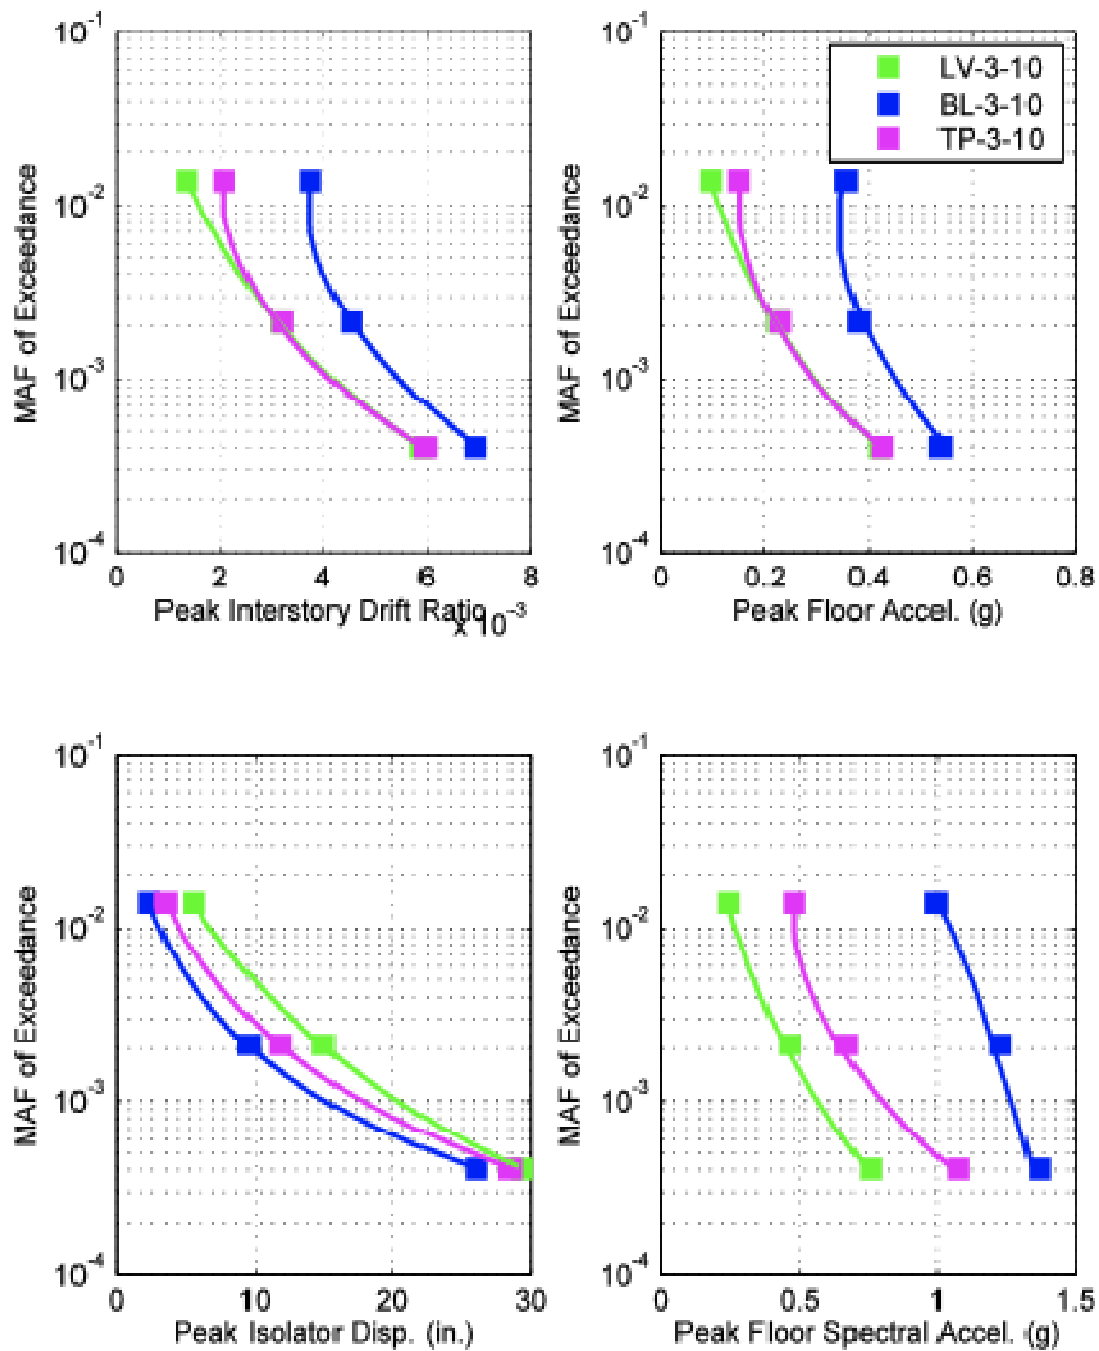 10-1
10-2
10-3
10-4
MAF of Exceedance
0 2 4 6 8
Peak Interstory Drift Ratio
x 10-3
10-1
10-2
10-3
10-4
MAF of Exceedance
LV-3-10
BL-3-10
TP-3-10
0 0.2 0.4 0.6 0.8
Peak Floor Accel. (g)
10-1
10-2
10-3
10-4
MAF of Exceedance
0 10 20 30
Peak Isolator Disp. (in.)
10-1
10-2
10-3
10-4
MAF of Exceedance
0 0.5 1 1.5
Peak Floor Spectral Accel. (g)